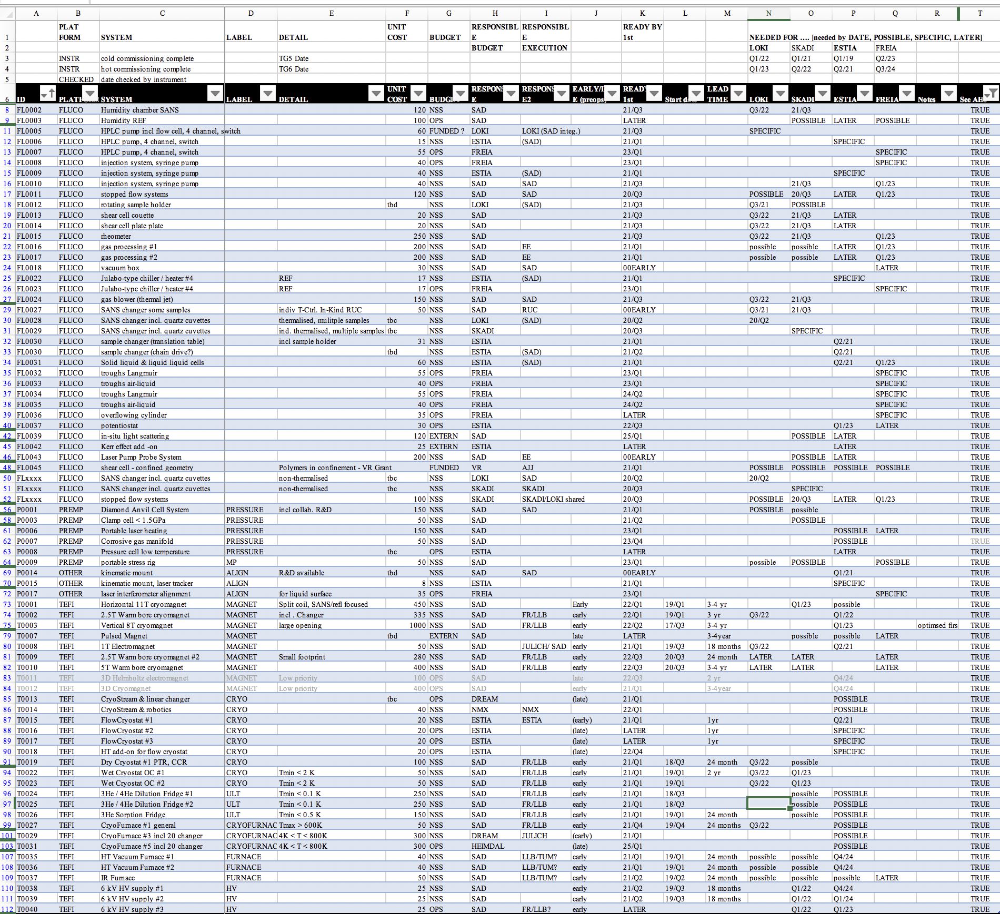 A B C D E F G H I J K L M N O P Q R T
PLAT UNIT RESPONSIBL RESPONSIBL READY BY
1 FORM SYSTEM LABEL DETAIL COST BUDGET E E 1st NEEDED FOR .... [needed by DATE, POSSIBLE, SPECIFIC, LATER]
2 BUDGET EXECUTION LOKI SKADI ESTIA FREIA
3 INSTR cold commissioning complete TG5 Date Q1/22 Q1/21 Q1/19 Q2/23
4 INSTR hot commissioning complete TG6 Date Q1/23 Q2/22 Q2/21 Q3/24
5 CHECKED date checked by instrument
UNIT RESPONS RESPONS EARLY/L READY LEAD
6 ID PLATFORM SYSTEM LABEL DETAIL COST BUDGE E E2 E (preops) 1st Start da TIME LOKI SKADI ESTIA FREIA Notes See AH
8 FL0002 FLUCO Humidity chamber SANS 120 NSS SAD 21/Q3 Q3/22 21/Q3 TRUE
9 FL0003 FLUCO Humidity REF 100 OPS SAD LATER POSSIBLE LATER POSSIBLE TRUE
11 FL0005 FLUCO HPLC pump incl flow cell, 4 channel, switch 60 FUNDED ? LOKI LOKI (SAD integ.) 21/Q3 SPECIFIC TRUE
12 FL0006 FLUCO HPLC pump, 4 channel, switch 15 NSS ESTIA (SAD) 21/Q1 SPECIFIC TRUE
13 FL0007 FLUCO HPLC pump, 4 channel, switch 55 OPS FREIA 23/Q1 SPECIFIC TRUE
14 FL0008 FLUCO injection system, syringe pump 40 OPS FREIA 23/Q1 SPECIFIC TRUE
15 FL0009 FLUCO injection system, syringe pump 40 NSS ESTIA (SAD) 21/Q1 SPECIFIC TRUE
16 FL0010 FLUCO injection system, syringe pump 40 NSS SAD SAD 21/Q3 21/Q3 Q1/23 TRUE
17 FL0011 FLUCO stopped flow systems 120 NSS SAD SAD 20/Q3 POSSIBLE 20/Q3 LATER Q1/23 TRUE
18 FL0012 FLUCO rotating sample holder tbd NSS LOKI (SAD) 21/Q3 Q3/21 POSSIBLE TRUE
19 FL0013 FLUCO shear cell couette 20 NSS SAD 21/Q3 Q3/22 21/Q3 LATER TRUE
20 FL0014 FLUCO shear cell plate plate 20 NSS SAD 21/Q3 Q3/22 21/Q3 LATER TRUE
21 FL0015 FLUCO rheometer 250 NSS SAD 21/Q3 Q3/22 21/Q3 Q1/23 TRUE
22 FL0016 FLUCO gas processing #1 200 NSS SAD EE 21/Q1 possible possible LATER Q1/23 TRUE
23 FL0017 FLUCO gas processing #2 200 NSS SAD EE 21/Q1 possible possible LATER Q1/23 TRUE
24 FL0018 FLUCO vacuum box 30 NSS SAD SAD 00EARLY LATER TRUE
25 FL0022 FLUCO Julabo-type chiller / heater #4 REF 17 NSS ESTIA (SAD) 21/Q1 SPECIFIC TRUE
26 FL0023 FLUCO Julabo-type chiller / heater #4 REF 17 OPS FREIA 23/Q1 SPECIFIC TRUE
27 FL0024 FLUCO gas blower (thermal jet) 150 NSS SAD SAD 21/Q3 Q3/22 21/Q3 TRUE
29 FL0027 FLUCO SANS changer some samples indiv T-Ctrl. In-Kind RUC 50 NSS SAD RUC 00EARLY Q3/21 21/Q3 TRUE
30 FL0028 FLUCO SANS changer incl. quartz cuvettes thermalised, mulitple samples tbc NSS LOKI (SAD) 20/Q2 20/Q2 TRUE
31 FL0029 FLUCO SANS changer incl. quartz cuvettes ind. thermalised, multiple samples tbc NSS SKADI 20/Q3 SPECIFIC TRUE
32 FL0030 FLUCO sample changer (translation table) incl sample holder 31 NSS ESTIA 21/Q1 Q2/21 TRUE
33 FL0030 FLUCO sample changer (chain drive?) tbd NSS ESTIA (SAD) 21/Q2 Q2/21 TRUE
34 FL0031 FLUCO Solid liquid & liquid liquid cells 60 NSS ESTIA (SAD) 21/Q1 Q2/21 Q1/23 TRUE
35 FL0032 FLUCO troughs Langmuir 55 OPS FREIA 23/Q1 SPECIFIC TRUE
36 FL0033 FLUCO troughs air-liquid 40 OPS FREIA 23/Q1 SPECIFIC TRUE
37 FL0034 FLUCO troughs Langmuir 55 OPS FREIA 24/Q2 SPECIFIC TRUE
38 FL0035 FLUCO troughs air-liquid 40 OPS FREIA 24/Q2 SPECIFIC TRUE
39 FL0036 FLUCO overflowing cylinder 35 OPS FREIA LATER SPECIFIC TRUE
40 FL0037 FLUCO potentiostat 30 OPS ESTIA 22/Q3 Q1/23 LATER TRUE
42 FL0039 FLUCO in-situ light scattering 120 EXTERN SAD 25/Q1 POSSIBLE LATER TRUE
45 FL0042 FLUCO Kerr effect add -on 25 EXTERN ESTIA LATER LATER TRUE
46 FL0043 FLUCO Laser Pump Probe System 200 NSS SAD EE 00EARLY POSSIBLE LATER TRUE
48 FL0045 FLUCO shear cell - confined geometry Polymers in confinement - VR Grant FUNDED VR AJJ 21/Q1 POSSIBLE POSSIBLE POSSIBLE POSSIBLE TRUE
50 FLxxxx FLUCO SANS changer incl. quartz cuvettes non-thermalised tbc NSS LOKI SAD 20/Q2 20/Q2 TRUE
51 FLxxxx FLUCO SANS changer incl. quartz cuvettes non-thermalised tbc NSS SKADI SKADI 20/Q3 SPECIFIC TRUE
52 FLxxxx FLUCO stopped flow systems 100 NSS SKADI SKADI/LOKI shared 20/Q3 POSSIBLE 20/Q3 LATER Q1/23 TRUE
56 P0001 PREMP Diamond Anvil Cell System PRESSURE incl collab. R&D 150 NSS SAD SAD 21/Q1 POSSIBLE possible TRUE
58 P0003 PREMP Clamp cell < 1.5GPa PRESSURE 50 NSS SAD 21/Q2 POSSIBLE TRUE
61 P0006 PREMP Portable laser heating PRESSURE 150 NSS SAD 23/Q1 POSSIBLE LATER TRUE
62 P0007 PREMP Corrosive gas manifold PRESSURE 50 NSS SAD 23/Q4 POSSIBLE TRUE
63 P0008 PREMP Pressure cell low temperature PRESSURE tbc OPS ESTIA LATER LATER TRUE
64 P0009 PREMP portable stress rig MP 50 NSS SAD 23/Q1 possible POSSIBLE POSSIBLE TRUE
69 P0014 OTHER kinematic mount ALIGN R&D available tbd NSS SAD SAD 00EARLY Q1/21 TRUE
70 P0015 OTHER kinematic mount, laser tracker ALIGN 8 NSS ESTIA 21/Q1 SPECIFIC TRUE
72 P0017 OTHER laser interferometer alignment ALIGN for liquid surface 35 OPS FREIA 23/Q1 SPECIFIC TRUE
73 T0001 TEFI Horizontal 11T cryomagnet MAGNET Split coil, SANS/refl focused 450 NSS SAD Early 22/Q1 19/Q1 3-4 yr Q1/23 possible TRUE
74 T0002 TEFI 2.5T Warm bore cryomagnet MAGNET incl . Changer 335 NSS SAD FR/LLB early 22/Q1 19/Q1 3 yr Q3/22 Q1/22 TRUE
75 T0003 TEFI Vertical 8T cryomagnet MAGNET large opening 1000 NSS SAD FR/LLB early 22/Q2 17/Q3 3-4 yr Q1/23 optimsed firs TRUE
79 T0007 TEFI Pulsed Magnet MAGNET tbd EXTERN SAD late LATER 3-4year possible possible LATER TRUE
80 T0008 TEFI 1T Electromagnet MAGNET 50 NSS SAD JULICH/ SAD early 21/Q1 19/Q3 18 months Q3/22 Q2/21 TRUE
81 T0009 TEFI 2.5T Warm bore cryomagnet #2 MAGNET Small footprint 280 NSS SAD FR/LLB early 22/Q3 20/Q3 24 month LATER LATER LATER TRUE
82 T0010 TEFI 5T Warm bore cryomagnet MAGNET 400 NSS SAD FR/LLB early 22/Q3 20/Q3 3-4 yr LATER LATER LATER TRUE
83 T0011 TEFI 3D Helmholtz electromagnet MAGNET Low priority 100 OPS SAD late 22/Q3 2 yr Q4/24 TRUE
84 T0012 TEFI 3D Cryomagnet MAGNET Low priority 400 OPS SAD early 21/Q1 3-4year Q4/24 TRUE
85 T0013 TEFI CryoStream & linear changer CRYO tbc OPS DREAM (late) 21/Q1 POSSIBLE TRUE
86 T0014 TEFI CryoStream & robotics CRYO 40 NSS NMX NMX 22/Q1 POSSIBLE TRUE
87 T0015 TEFI FlowCryostat #1 CRYO 20 NSS ESTIA ESTIA (early) 21/Q1 1yr Q2/21 TRUE
88 T0016 TEFI FlowCryostat #2 CRYO 20 OPS ESTIA (late) LATER 1yr SPECIFIC TRUE
89 T0017 TEFI FlowCryostat #3 CRYO 20 OPS ESTIA (late) LATER 1yr SPECIFIC TRUE
90 T0018 TEFI HT add-on for flow cryostat CRYO 20 OPS ESTIA (late) 22/Q4 SPECIFIC TRUE
91 T0019 TEFI Dry Cryostat #1 PTR, CCR CRYO 100 NSS SAD FR/LLB early 21/Q1 18/Q3 24 month Q3/22 possible TRUE
94 T0022 TEFI Wet Cryostat OC #1 CRYO Tmin < 2 K 50 NSS SAD FR/LLB early 21/Q1 19/Q1 2 yr Q3/22 Q1/23 TRUE
95 T0023 TEFI Wet Cryostat OC #2 CRYO Tmin < 2 K 50 NSS SAD FR/LLB early 21/Q1 19/Q1 Q3/22 Q1/23 TRUE
96 T0024 TEFI 3He / 4He Dilution Fridge #1 ULT Tmin < 0.1 K 250 NSS SAD FR/LLB early 21/Q1 18/Q3 possible POSSIBLE TRUE
97 T0025 TEFI 3He / 4He Dilution Fridge #2 ULT Tmin < 0.1 K 250 NSS SAD FR/LLB early 21/Q1 18/Q3 possible POSSIBLE TRUE
98 T0026 TEFI 3He Sorption Fridge ULT Tmin < 0.5 K 150 NSS SAD FR/LLB early 21/Q1 19/Q1 24 month possible POSSIBLE TRUE
99 T0027 TEFI CryoFurnace #1 general CRYOFURNAC Tmax > 600K 50 NSS SAD FR/LLB early 21/Q4 19/Q4 24 months Q3/22 POSSIBLE TRUE
101 T0029 TEFI CryoFurnace #3 incl 20 changer CRYOFURNAC 4K < T < 800K 300 NSS DREAM JULICH (early) 21/Q1 POSSIBLE TRUE
103 T0031 TEFI CryoFurnace #5 incl 20 changer CRYOFURNAC 4K < T < 800K 300 OPS HEIMDAL (late) 25/Q1 POSSIBLE TRUE
107 T0035 TEFI HT Vacuum Furnace #1 FURNACE 40 NSS SAD LLB/TUM? early 21/Q1 19/Q1 24 month possible possible Q4/24 TRUE
108 T0036 TEFI HT Vacuum Furnace #2 FURNACE 40 NSS SAD LLB/TUM? early 21/Q1 19/Q1 24 month possible possible Q4/24 TRUE
109 T0037 TEFI IR Furnace FURNACE 50 NSS SAD LLB/TUM? early 21/Q2 19/Q2 24 month possible possible possible LATER TRUE
110 T0038 TEFI 6 kV HV supply #1 HV 25 NSS SAD early 21/Q2 19/Q3 18 months Q1/22 Q4/24 TRUE
111 T0039 TEFI 6 kV HV supply #2 HV 25 NSS SAD early 21/Q2 19/Q3 18 months Q1/22 Q1/24 TRUE
112 T0040 TEFI 6 kV HV supply #3 HV 25 OPS SAD FR/LLB? early LATER Q1/22 Q1/23 TRUE